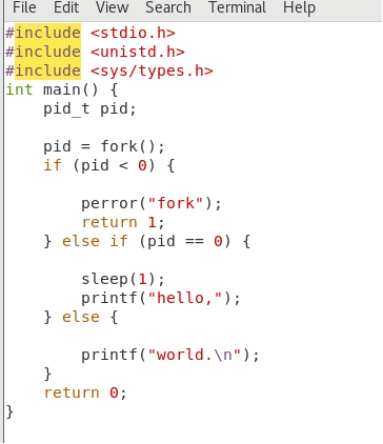 File Edit View Search Terminal Help
#include <stdio.h>
#include <unistd.h>
#include <sys/types.h>
int main() {
    pid_t pid;

    pid = fork();
    if (pid < 0) {

        perror("fork");
        return 1;
    } else if (pid == 0) {

        sleep(1);
        printf("hello,");
    } else {

        printf("world.\n");
    }
    return 0;
}